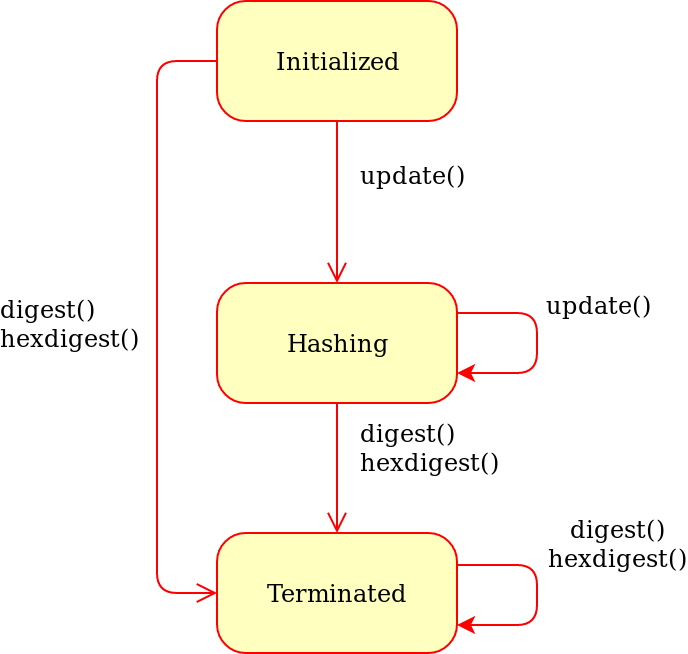 Initialized
update()
digest()
hexdigest()
update()
Hashing
digest()
hexdigest()
digest()
hexdigest()
Terminated